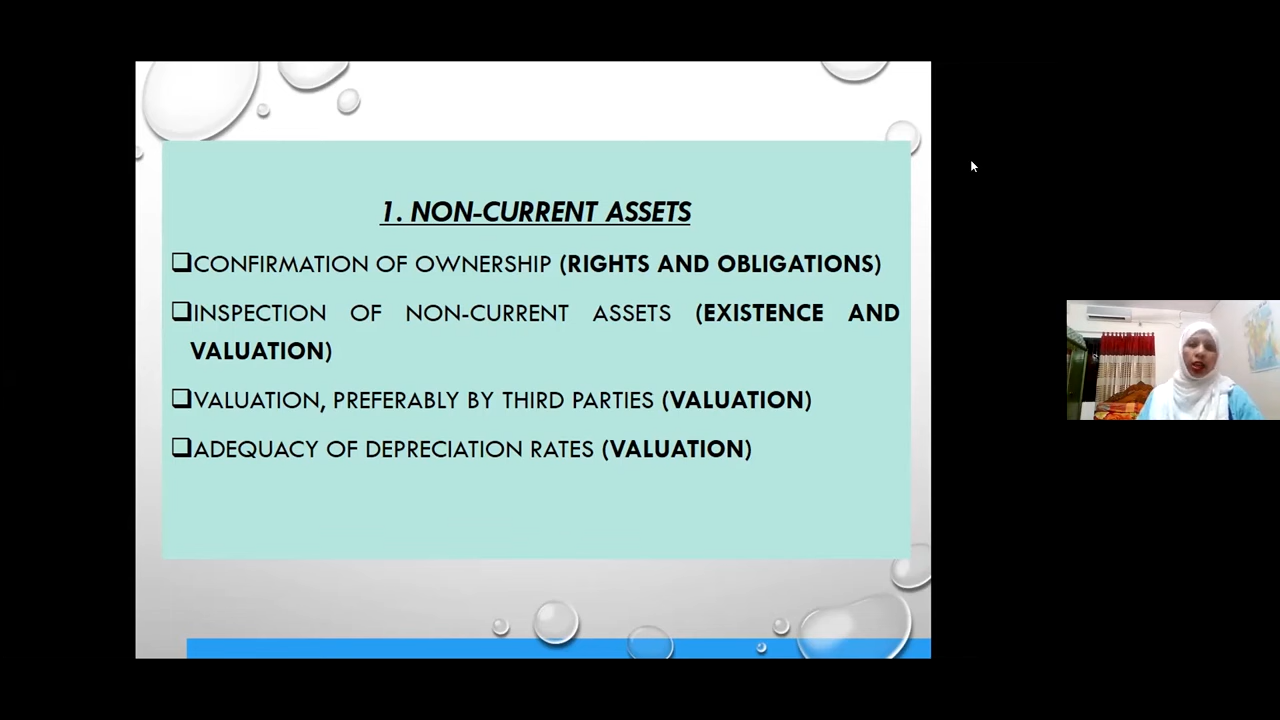 1. NON-CURRENT ASSETS
❑CONFIRMATION OF OWNERSHIP (RIGHTS AND OBLIGATIONS)
❑INSPECTION OF NON-CURRENT ASSETS (EXISTENCE AND
VALUATION)
❑VALUATION, PREFERABLY BY THIRD PARTIES (VALUATION)
❑ADEQUACY OF DEPRECIATION RATES (VALUATION)